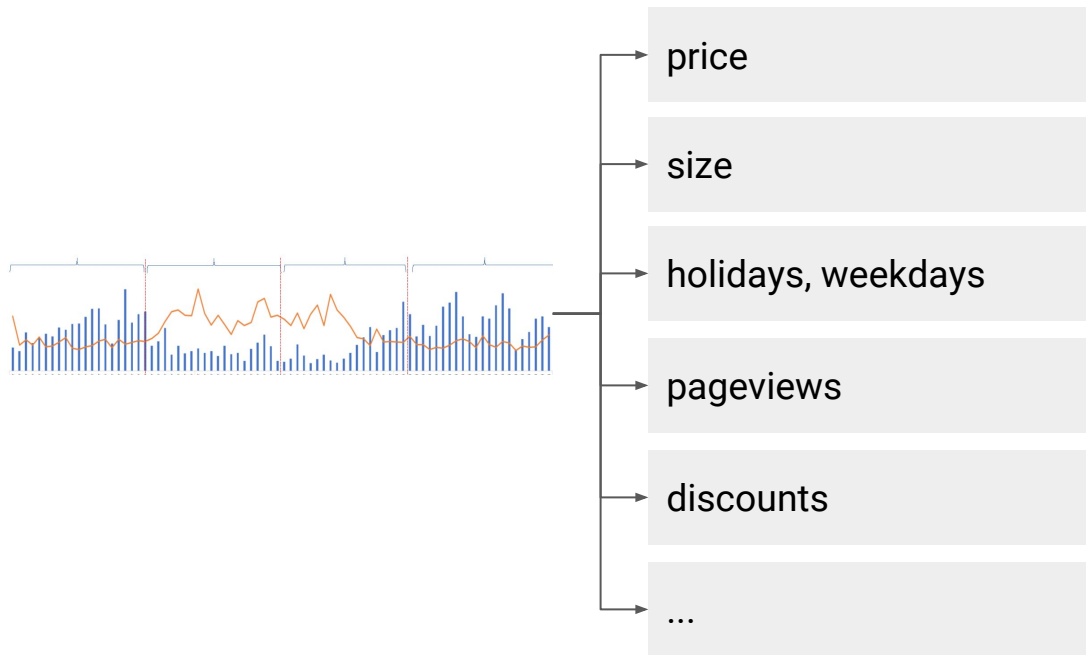 price
size
holidays, weekdays
pageviews
discounts
...